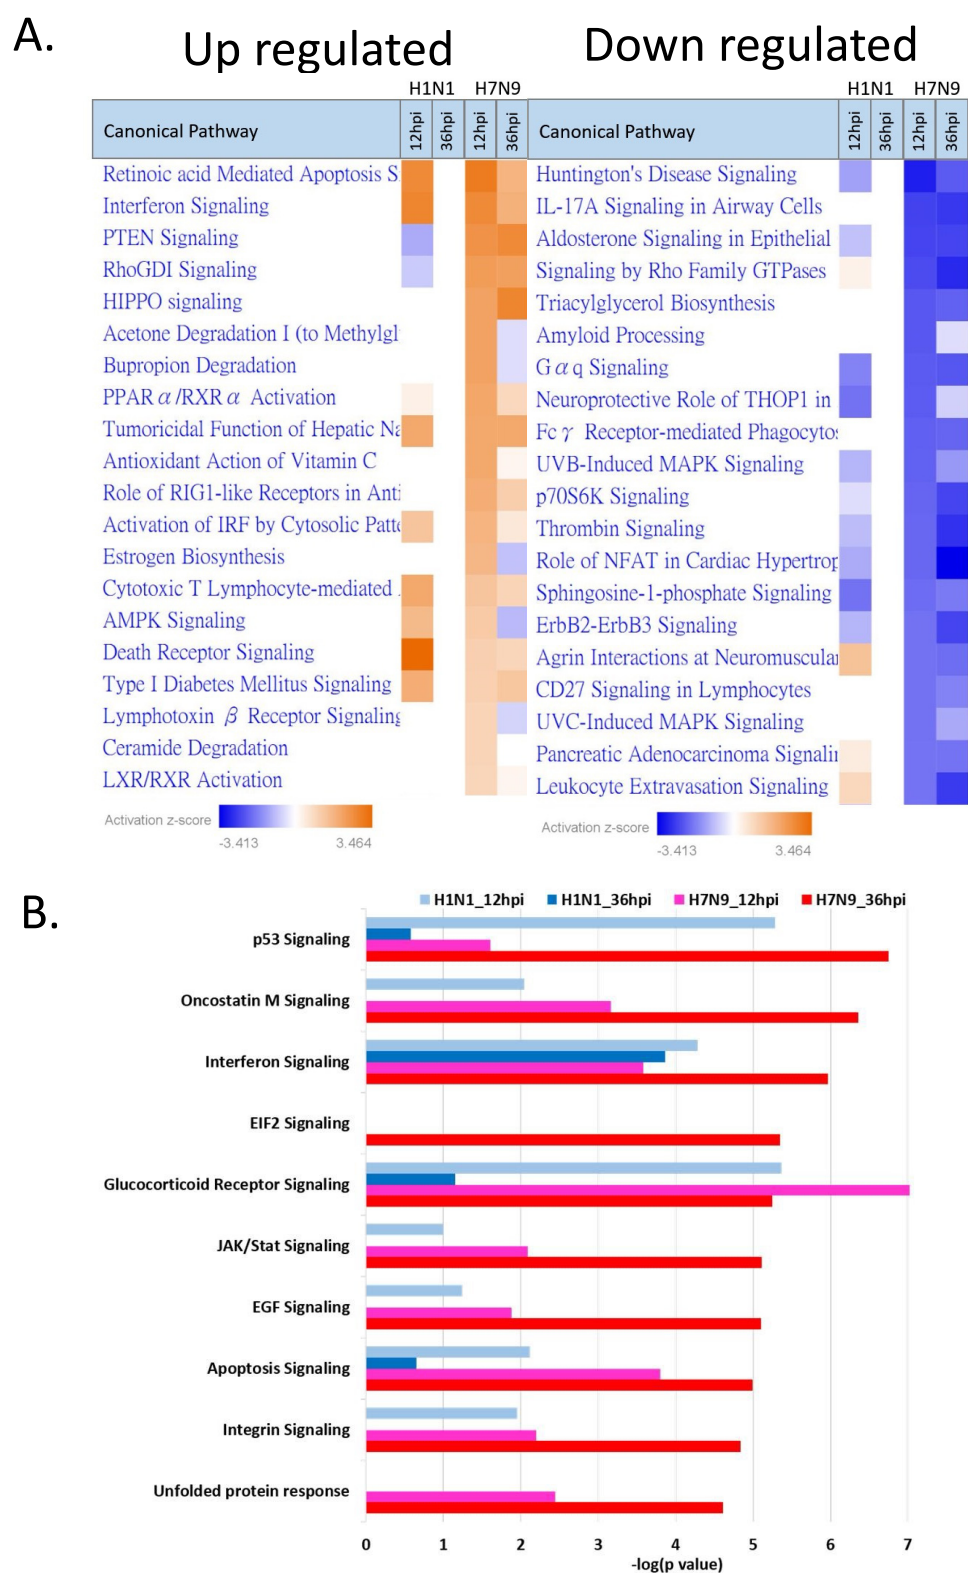 A.
Up regulated
Down regulated
H1N1 H7N9
H1N1 H7N9
Canonical Pathway 12hpi 36hpi 12hpi 36hpi
Canonical Pathway 12hpi 36hpi 12hpi 36hpi
Retinoic acid Mediated Apoptosis S
Interferon Signaling
PTEN Signaling
RhoGDI Signaling
HIPPO signaling
Acetone Degradation I (to Methylgl
Bupropion Degradation
PPARα/RXRα Activation
Tumoricidal Function of Hepatic Na
Antioxidant Action of Vitamin C
Role of RIG1-like Receptors in Anti
Activation of IRF by Cytosolic Patte
Estrogen Biosynthesis
Cytotoxic T Lymphocyte-mediated
AMPK Signaling
Death Receptor Signaling
Type I Diabetes Mellitus Signaling
Lymphotoxin β Receptor Signaling
Ceramide Degradation
LXR/RXR Activation
Activation z-score
-3.413 3.464
Huntington's Disease Signaling
IL-17A Signaling in Airway Cells
Aldosterone Signaling in Epithelial
Signaling by Rho Family GTPases
Triacylglycerol Biosynthesis
Amyloid Processing
Gαq Signaling
Neuroprotective Role of THOP1 in
Fcγ Receptor-mediated Phagocytos
UVB-Induced MAPK Signaling
p70S6K Signaling
Thrombin Signaling
Role of NFAT in Cardiac Hypertrop
Sphingosine-1-phosphate Signaling
ErbB2-ErbB3 Signaling
Agrin Interactions at Neuromuscular
CD27 Signaling in Lymphocytes
UVC-Induced MAPK Signaling
Pancreatic Adenocarcinoma Signalin
Leukocyte Extravasation Signaling
Activation z-score
-3.413 3.464
B.
H1N1_12hpi H1N1_36hpi H7N9_12hpi H7N9_36hpi
p53 Signaling
Oncostatin M Signaling
Interferon Signaling
EIF2 Signaling
Glucocorticoid Receptor Signaling
JAK/Stat Signaling
EGF Signaling
Apoptosis Signaling
Integrin Signaling
Unfolded protein response
0 1 2 3 4 5 6 7
-log(p value)